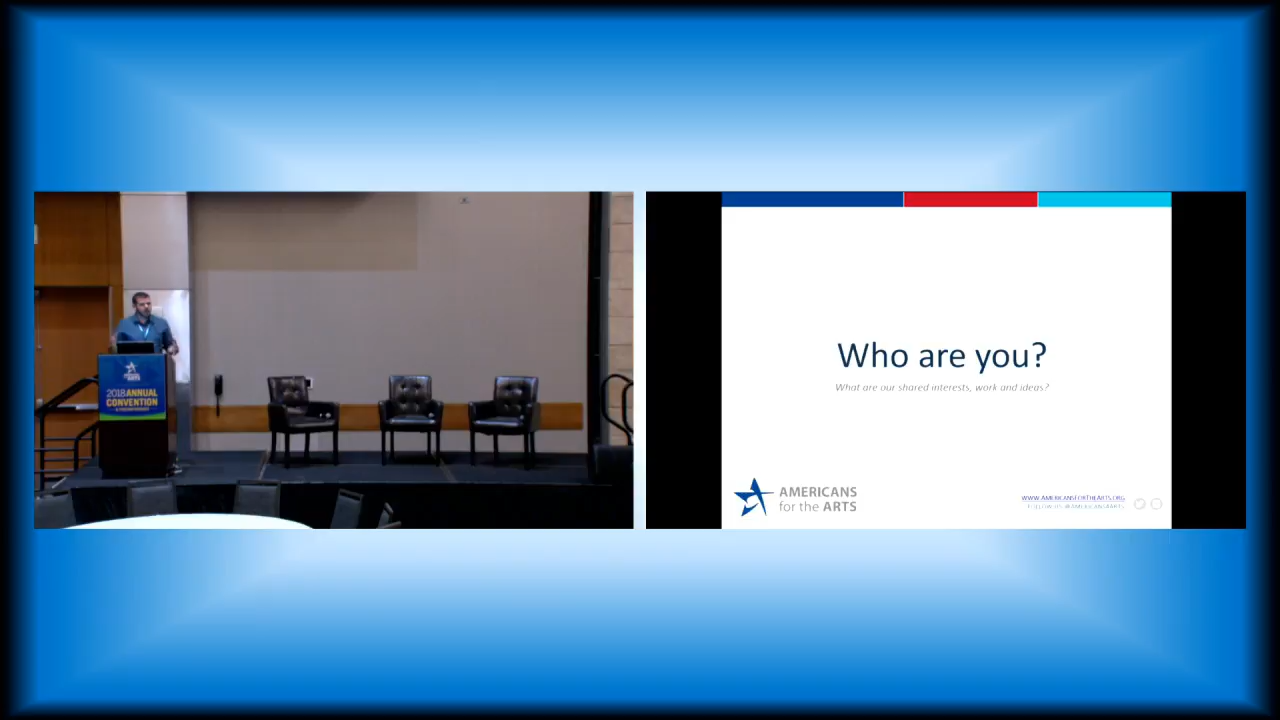 ARTS
2018 ANNUAL
CONVENTION
Who are you?
What are our shared interests, work and ideas?
AMERICANS
for the ARTS
WWW.AMERICANSFORTHEARTS.ORG